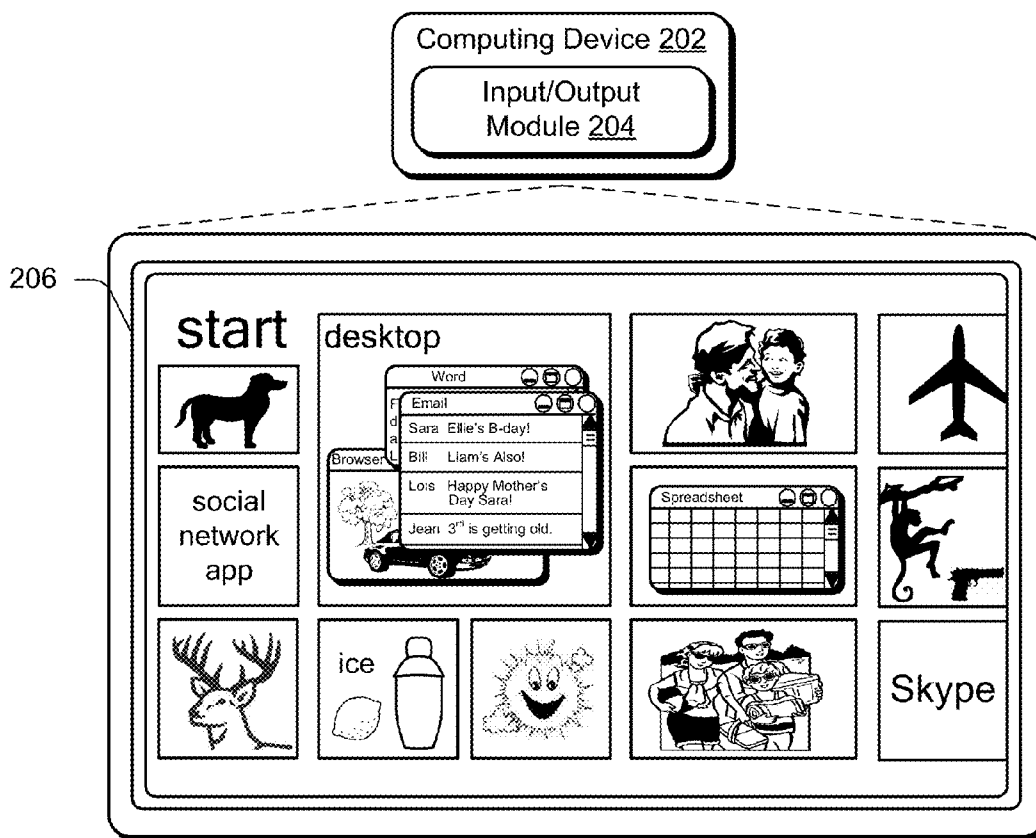 Computing Device 202
Input/Output
Module 204
206
start
desktop
Word
Email
Sara Ellie's B-day!
Bill Liam's Also!
Lois Happy Mother's
Day Sara!
Jean 3rd is getting old.
Browser
F
d
a
L
social
network
app
Spreadsheet
ice
Skype